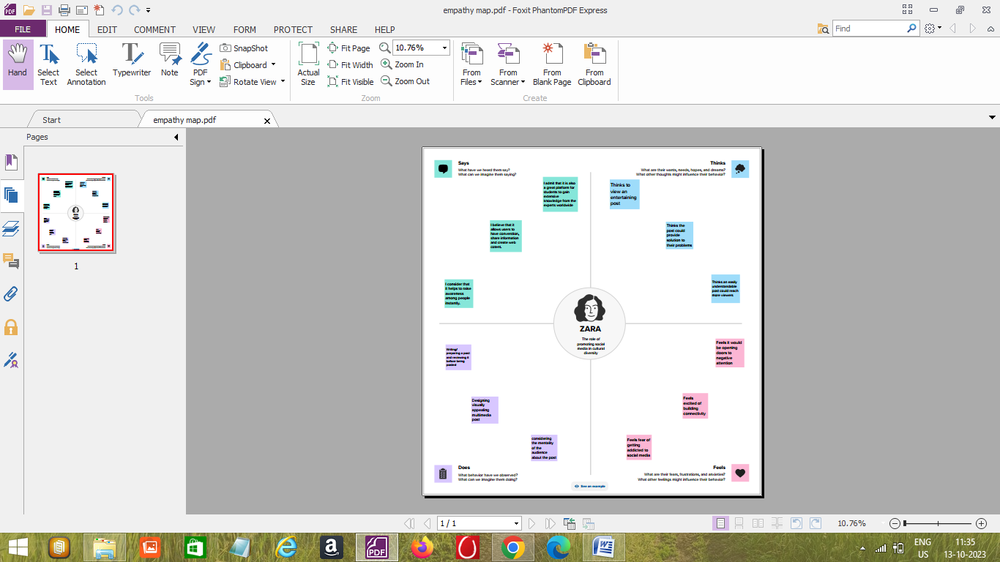 empathy map.pdf - Foxit PhantomPDF Express
FILE
HOME
EDIT
COMMENT
VIEW
FORM
PROTECT
SHARE
HELP
Find
Hand
Select
Text
Select
Annotation
Typewriter
Note
PDF
Sign
SnapShot
Clipboard
Rotate View
Tools
Actual
Size
Fit Page
Fit Width
Fit Visible
10.76%
Zoom In
Zoom Out
Zoom
From
Files
From
Scanner
From
Blank Page
From
Clipboard
Create
Start
empathy map.pdf
Pages
1
Says
What have we heard them say?
What can we imagine them saying?
Thinks
What are their wants, needs, hopes, and dreams?
What other thoughts might influence their behavior?
I admit that it is also
a great platform for
students to gain
extensive
knowledge from the
experts worldwide
Thinks to
view an
entertaining
post
I believe that it
allows users to
have converstion,
share information
and create web
cotent.
Thinks the
post could
provide
solution to
their problems
I consider that
it helps to raise
awareness
among people
instantly.
Thinks an easily
understandable
post could reach
more viewers
ZARA
The role of
promoting social
media in cultural
diversity
Writing/
preparing a post
and reviewing it
before being
posted
Feels it would
be opening
doors to
negative
attention
Designing
visually
appealing
multimedia
post
Feels
excited of
building
connectivity
considering
the mentality
of the
audience
about the post
Feels fear of
getting
addicted to
social media
Does
What behavior have we observed?
What can we imagine them doing?
Feels
What are their fears, frustrations, and anxieties?
What other feelings might influence their behavior?
See an example
1 / 1
10.76%
PDF
ENG
US
11:35
13-10-2023